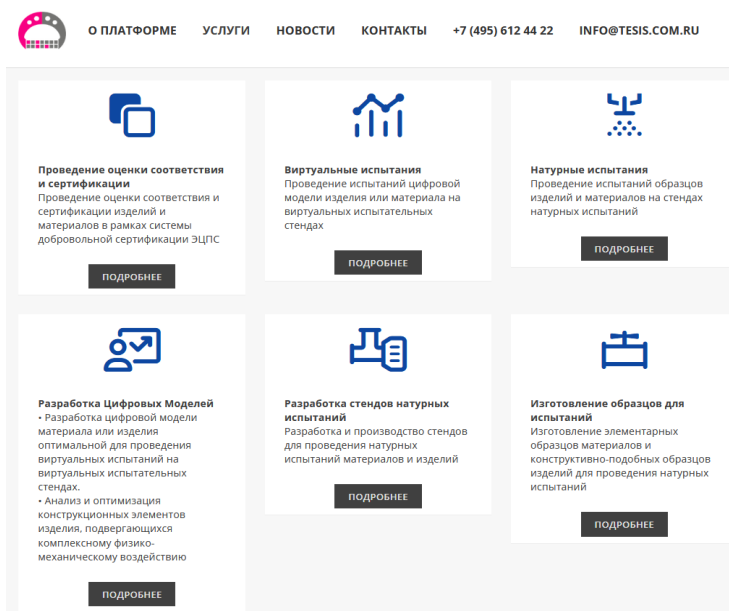 О ПЛАТФОРМЕ УСЛУГИ НОВОСТИ КОНТАКТЫ +7 (495) 612 44 22 INFO@TESIS.COM.RU
Проведение оценки соответствия
и сертификации
Проведение оценки соответствия и
сертификации изделий и
материалов в рамках системы
добровольной сертификации ЭЦПС
ПОДРОБНЕЕ
Виртуальные испытания
Проведение испытаний цифровой
модели изделия или материала на
виртуальных испытательных
стендах
ПОДРОБНЕЕ
Натурные испытания
Проведение испытаний образцов
изделий и материалов на стендах
натурных испытаний
ПОДРОБНЕЕ
Разработка Цифровых Моделей
• Разработка цифровой модели
материала или изделия
оптимальной для проведения
виртуальных испытаний на
виртуальных испытательных
стендах.
• Анализ и оптимизация
конструкционных элементов
изделия, подвергающихся
комплексному физико-
механическому воздействию
ПОДРОБНЕЕ
Разработка стендов натурных
испытаний
Разработка и производство стендов
для проведения натурных
испытаний материалов и изделий
ПОДРОБНЕЕ
Изготовление образцов для
испытаний
Изготовление элементарных
образцов материалов и
конструктивно-подобных образцов
изделий для проведения натурных
испытаний
ПОДРОБНЕЕ